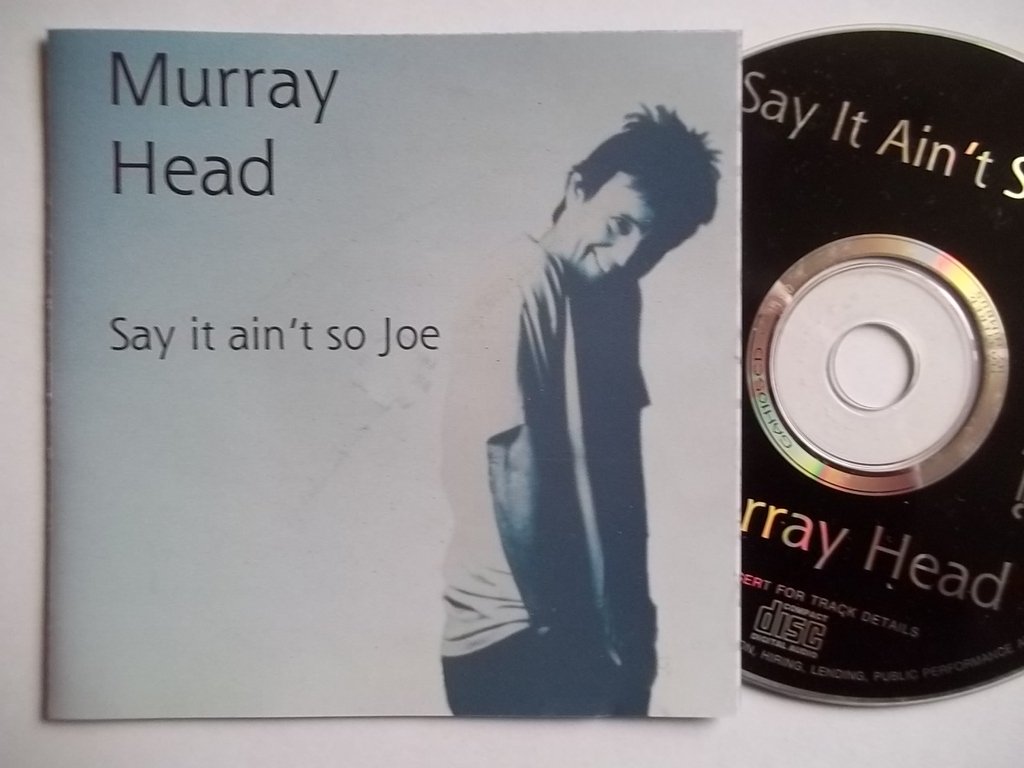 Murray
Head
Say it ain't so Joe
Say It Ain't S
rray Head
ERT FOR TRACK DETAILS
COMPACT
disc
DIGITAL AUDIO
HIRING, LENDING, PUBLIC PERFORMANCE